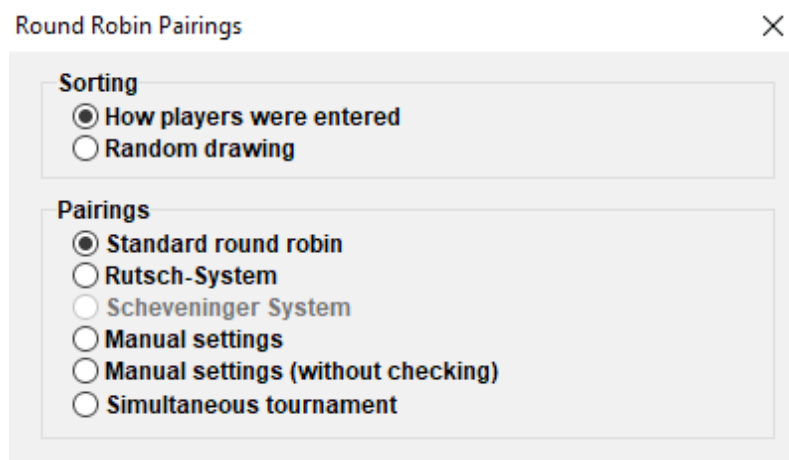 Round Robin Pairings
Sorting
How players were entered
Random drawing
Pairings
Standard round robin
Rutsch-System
Scheveninger System
Manual settings
Manual settings (without checking)
Simultaneous tournament